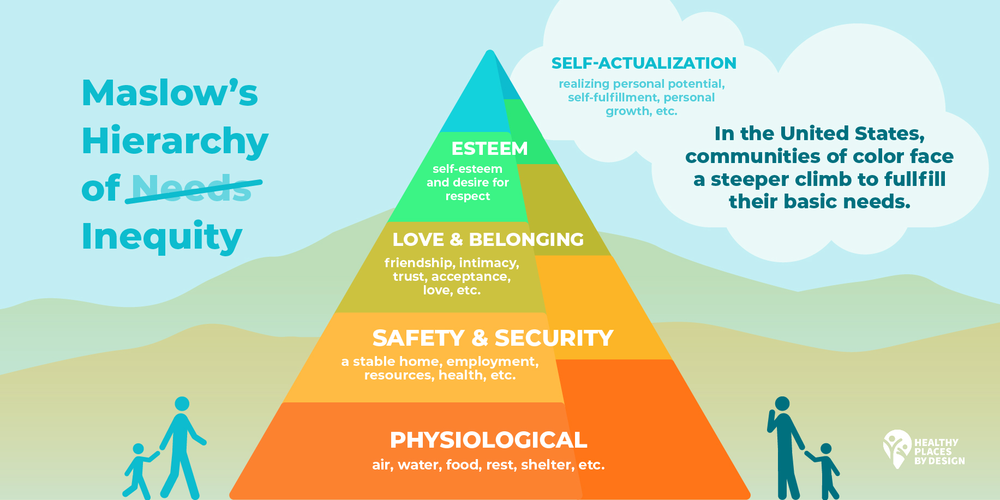 Maslow's
Hierarchy
of Needs
Inequity
SELF-ACTUALIZATION
realizing personal potential,
self-fulfillment, personal
growth, etc.
In the United States,
communities of color face
a steeper climb to fullfill
their basic needs.
ESTEEM
self-esteem
and desire for
respect
LOVE & BELONGING
friendship, intimacy,
trust, acceptance,
love, etc.
SAFETY & SECURITY
a stable home, employment,
resources, health, etc.
PHYSIOLOGICAL
air, water, food, rest, shelter, etc.
HEALTHY
PLACES
BY DESIGN